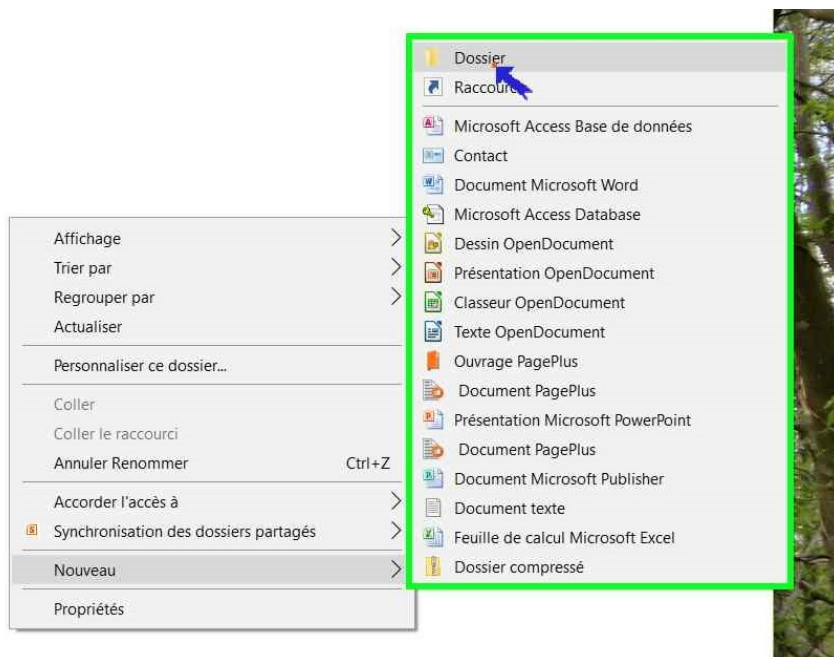 Dossier
Raccourci
Microsoft Access Base de données
Contact
Document Microsoft Word
Microsoft Access Database
Dessin OpenDocument
Présentation OpenDocument
Classeur OpenDocument
Texte OpenDocument
Ouvrage PagePlus
Document PagePlus
Présentation Microsoft PowerPoint
Document PagePlus
Document Microsoft Publisher
Document texte
Feuille de calcul Microsoft Excel
Dossier compressé
Affichage
Trier par
Regrouper par
Actualiser
Personnaliser ce dossier...
Coller
Coller le raccourci
Annuler Renommer Ctrl+Z
Accorder l'accès à
Synchronisation des dossiers partagés
Nouveau
Propriétés